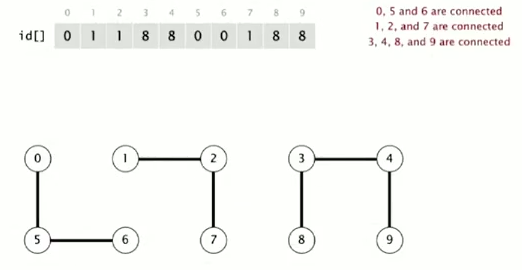 0 1 2 3 4 5 6 7 8 9
id[] 0 1 1 8 8 0 0 1 8 8
0, 5 and 6 are connected
1, 2, and 7 are connected
3, 4, 8, and 9 are connected
0 1 2 3 4
5 6 7 8 9